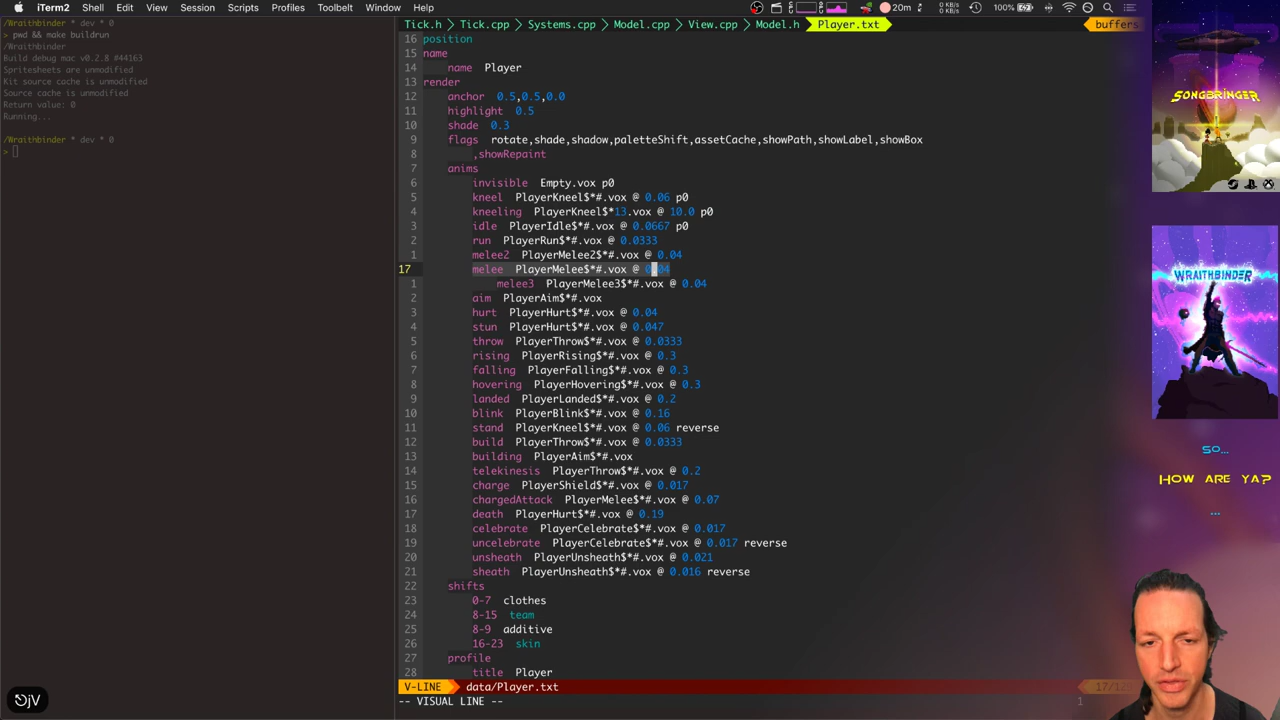 iTerm2 Shell Edit View Session Scripts Profiles Toolbelt Window Help
20m
0 KB/s
0 KB/s
100%
/Wraithbinder * dev * 0
> pwd && make buildrun
/Wraithbinder
Build debug mac v0.2.8 #44163
Spritesheets are unmodified
Kit source cache is unmodified
Source cache is unmodified
Return value: 0
Running...
/Wraithbinder * dev * 0
>
Tick.h Tick.cpp Systems.cpp Model.cpp View.cpp Model.h Player.txt buffers
16 position
15 name
14 name Player
13 render
12 anchor 0.5,0.5,0.0
11 highlight 0.5
10 shade 0.3
9 flags rotate,shade,shadow,paletteShift,assetCache,showPath,showLabel,showBox
8 ,showRepaint
7 anims
6 invisible Empty.vox p0
5 kneel PlayerKneel$*#.vox @ 0.06 p0
4 kneeling PlayerKneel$*13.vox @ 10.0 p0
3 idle PlayerIdle$*#.vox @ 0.0667 p0
2 run PlayerRun$*#.vox @ 0.0333
1 melee2 PlayerMelee2$*#.vox @ 0.04
17 melee PlayerMelee$*#.vox @ 0.04
1 melee3 PlayerMelee3$*#.vox @ 0.04
2 aim PlayerAim$*#.vox
3 hurt PlayerHurt$*#.vox @ 0.04
4 stun PlayerHurt$*#.vox @ 0.047
5 throw PlayerThrow$*#.vox @ 0.0333
6 rising PlayerRising$*#.vox @ 0.3
7 falling PlayerFalling$*#.vox @ 0.3
8 hovering PlayerHovering$*#.vox @ 0.3
9 landed PlayerLanded$*#.vox @ 0.2
10 blink PlayerBlink$*#.vox @ 0.16
11 stand PlayerKneel$*#.vox @ 0.06 reverse
12 build PlayerThrow$*#.vox @ 0.0333
13 building PlayerAim$*#.vox
14 telekinesis PlayerThrow$*#.vox @ 0.2
15 charge PlayerShield$*#.vox @ 0.017
16 chargedAttack PlayerMelee$*#.vox @ 0.07
17 death PlayerHurt$*#.vox @ 0.19
18 celebrate PlayerCelebrate$*#.vox @ 0.017
19 uncelebrate PlayerCelebrate$*#.vox @ 0.017 reverse
20 unsheath PlayerUnsheath$*#.vox @ 0.021
21 sheath PlayerUnsheath$*#.vox @ 0.016 reverse
22 shifts
23 0-7 clothes
24 8-15 team
25 8-9 additive
26 16-23 skin
27 profile
28 title Player
V-LINE data/Player.txt
-- VISUAL LINE -- 1
SONGBRINGER
WRAITHBINDER
SO...
HOW ARE YA?
...
jV